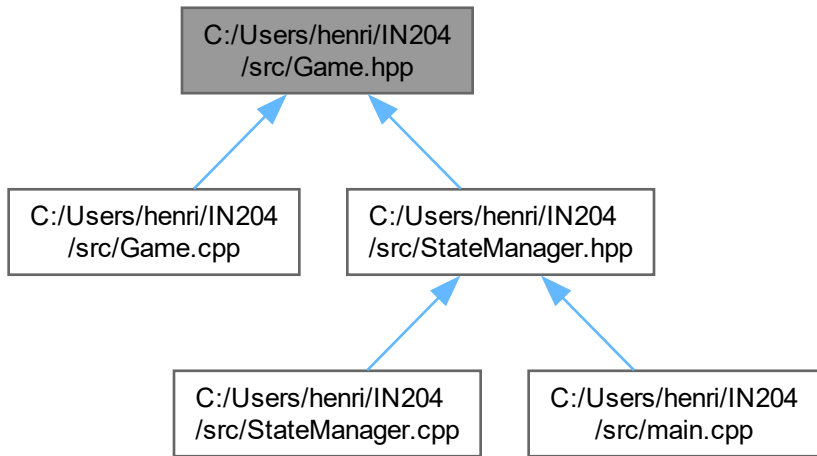 C:/Users/henri/IN204
/src/Game.hpp
C:/Users/henri/IN204
/src/Game.cpp
C:/Users/henri/IN204
/src/StateManager.hpp
C:/Users/henri/IN204
/src/StateManager.cpp
C:/Users/henri/IN204
/src/main.cpp